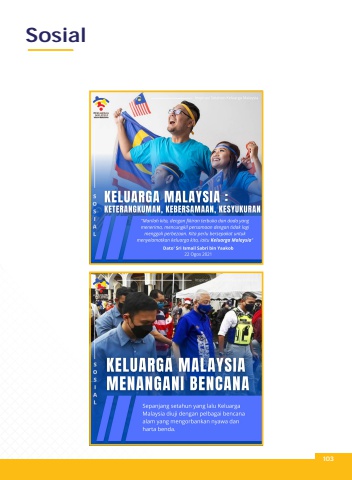 Sosial
KELUARGA MALAYSIA :
KETERANGKUMAN, KEBERSAMAAN, KESYUKURAN
SOSIAL
"Marilah kita, dengan fikiran terbuka dan dada yang
menerima, mencungkil persamaan dengan tidak lagi
menggali perbezaan. Kita perlu bersepakat untuk
menyelamatkan keluarga kita, iaitu Keluarga Malaysia"
Dato' Sri Ismail Sabri bin Yaakob
22 Ogos 2021
KELUARGA MALAYSIA
MENANGANI BENCANA
SOSIAL
Sepanjang setahun yang lalu Keluarga
Malaysia diuji dengan pelbagai bencana
alam yang mengorbankan nyawa dan
harta benda.
103